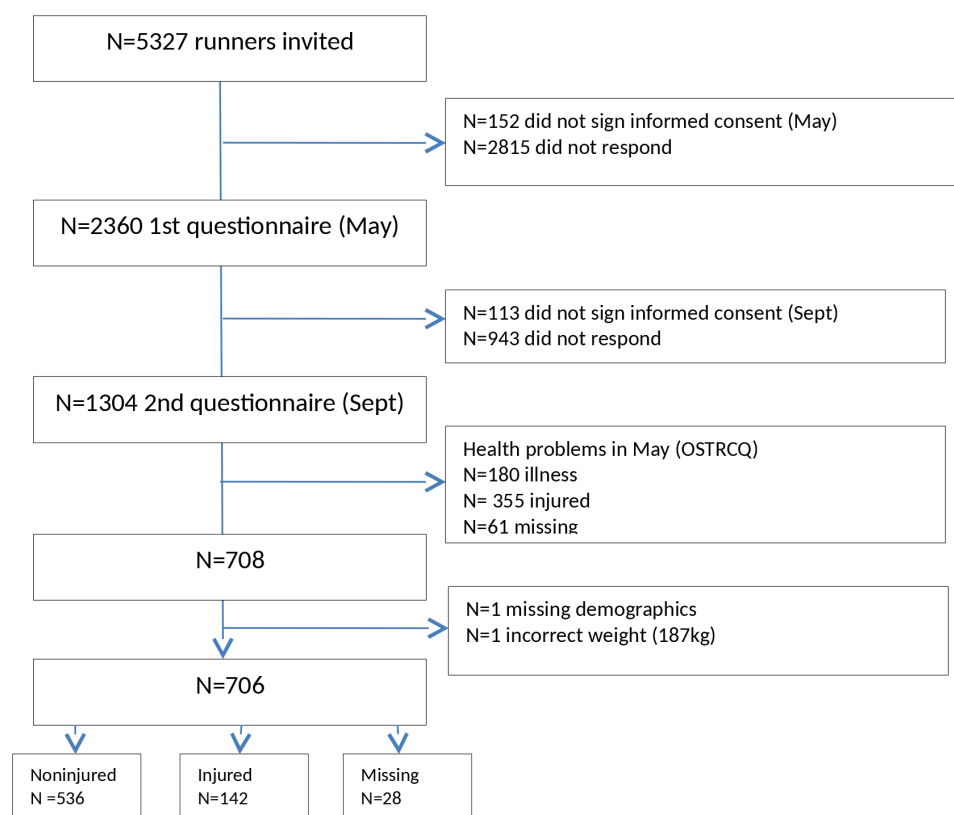 N=5327 runners invited
N=152 did not sign informed consent (May)
N=2815 did not respond
N=2360 1st questionnaire (May)
N=113 did not sign informed consent (Sept)
N=943 did not respond
N=1304 2nd questionnaire (Sept)
Health problems in May (OSTRCQ)
N=180 illness
N= 355 injured
N=61 missing
N=708
N=1 missing demographics
N=1 incorrect weight (187kg)
N=706
Noninjured
N =536
Injured
N=142
Missing
N=28